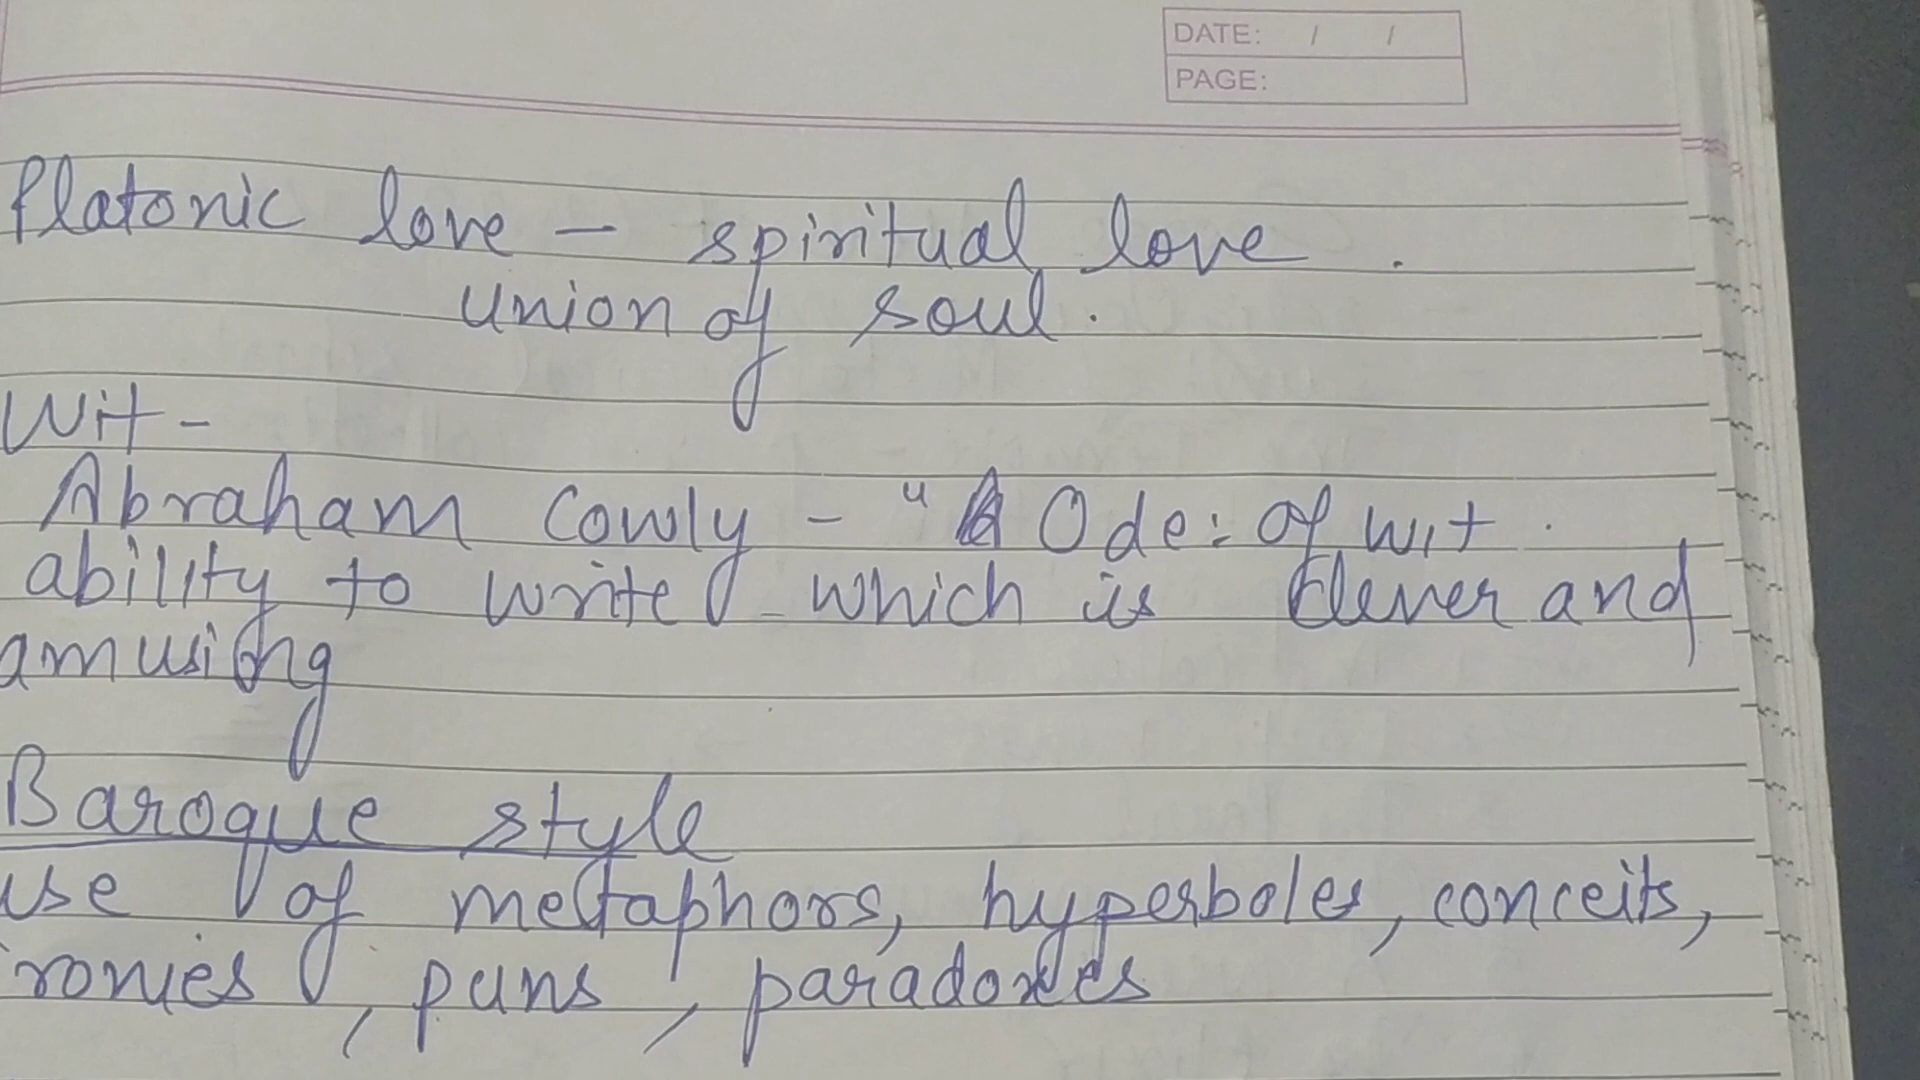 DATE: / /
PAGE:
Platonic love - spiritual love .
union of soul.
Wit -
Abraham Cowly - " Ode: of wit .
ability to write which is clever and
amusing
Baroque style
use of metaphors, hyperboles, conceits,
ronies, puns, paradoxes